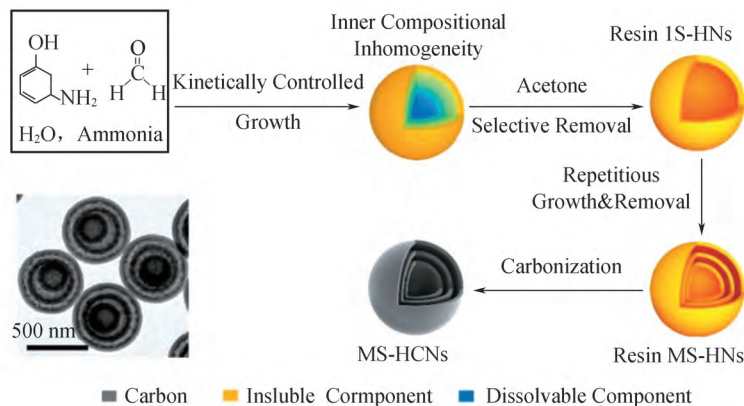 OH
O
+
C
NH2
H
H
H2O，Ammonia
Kinetically Controlled
Growth
Inner Compositional
Inhomogeneity
Acetone
Selective Removal
Resin 1S-HNs
Repetitious
Growth&Removal
Resin MS-HNs
Carbonization
MS-HCNs
500 nm
Carbon
Insluble Cormponent
Dissolvable Component